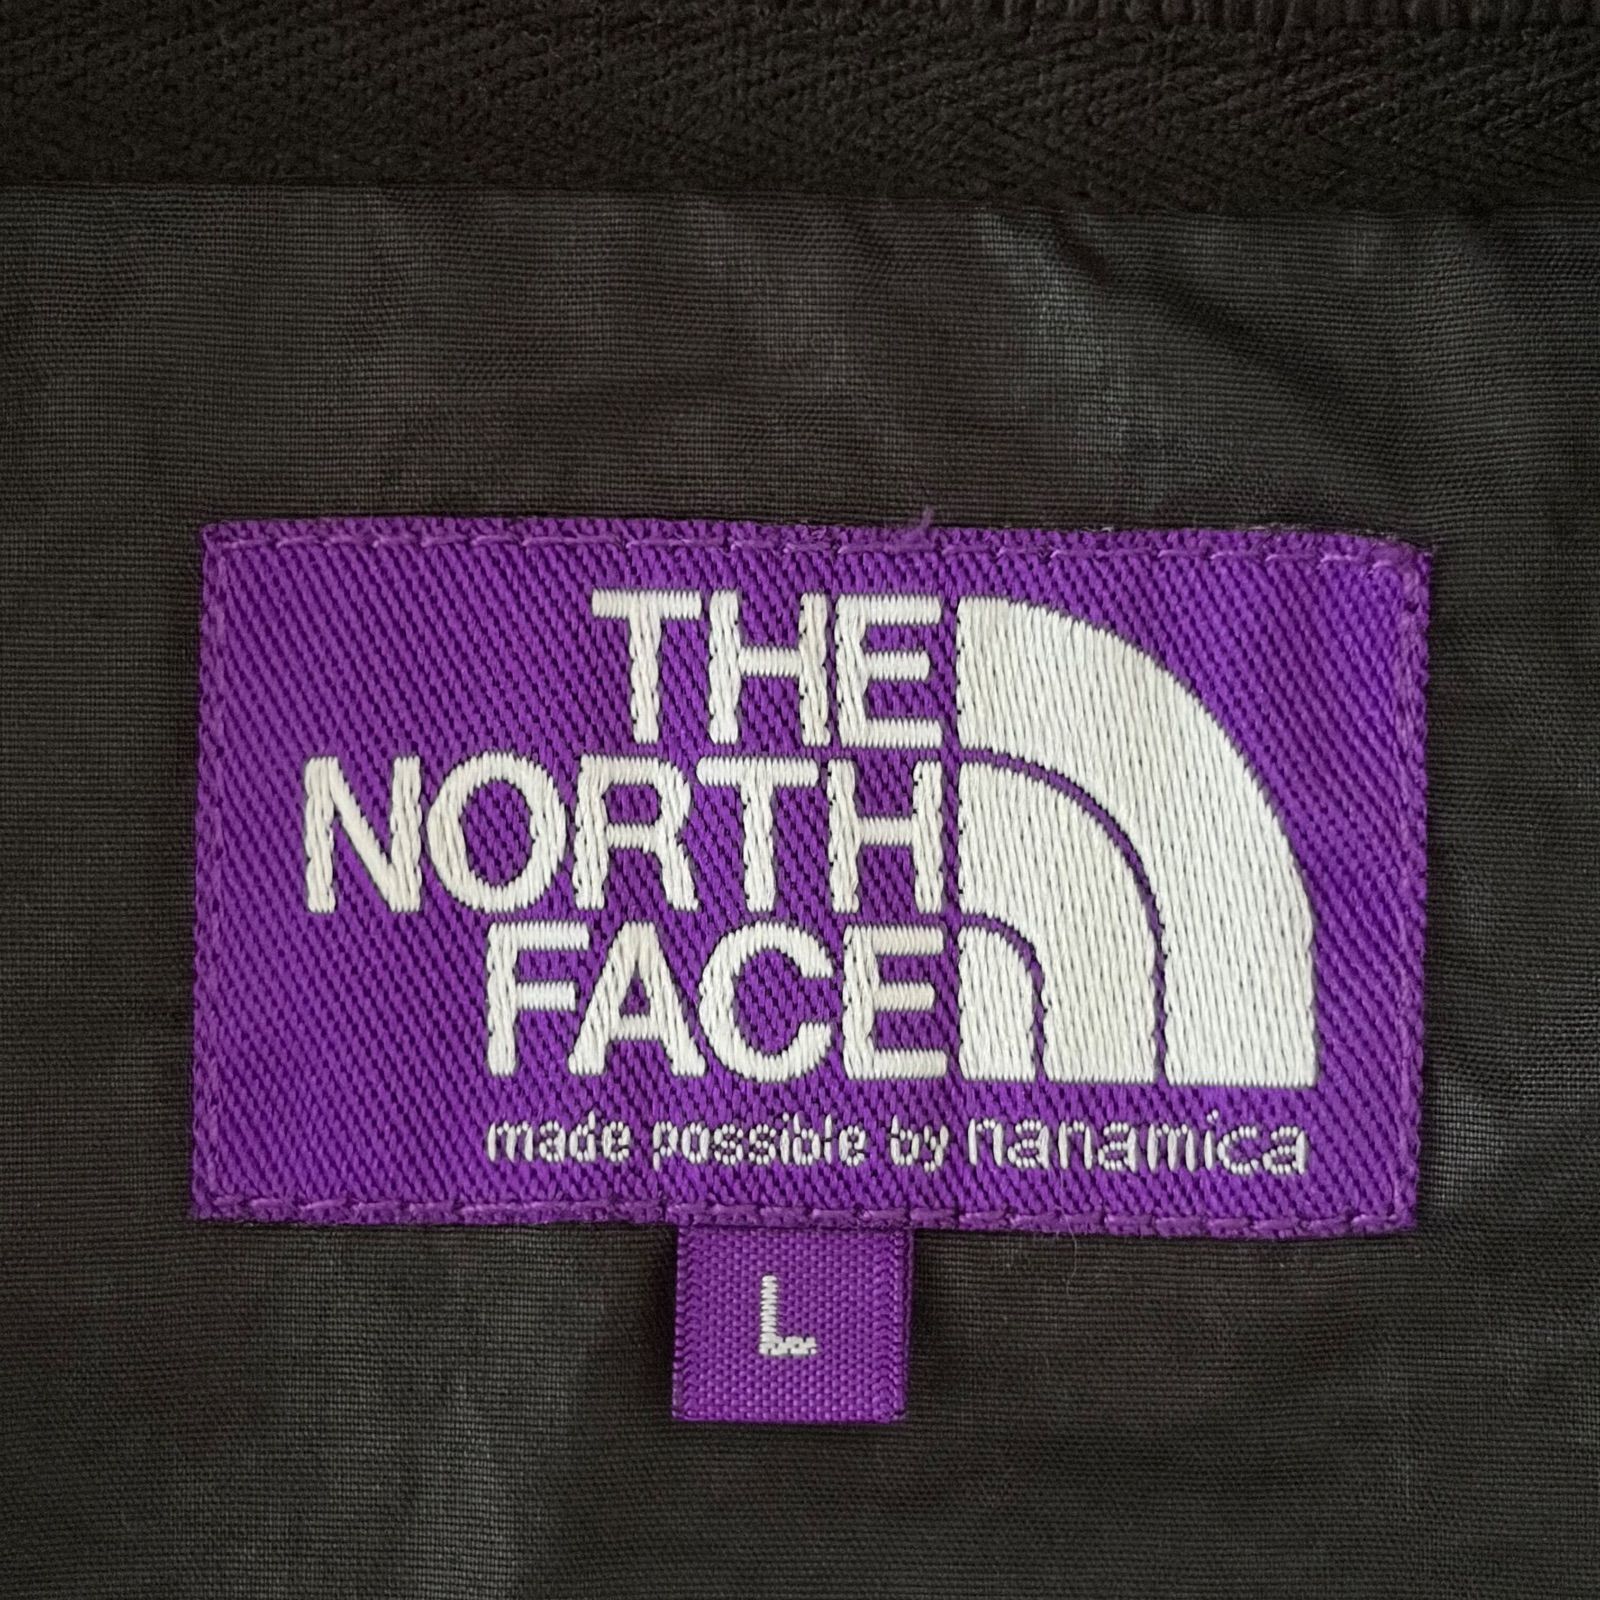 THE
NORTH
FACE
made possible by nanamica
L